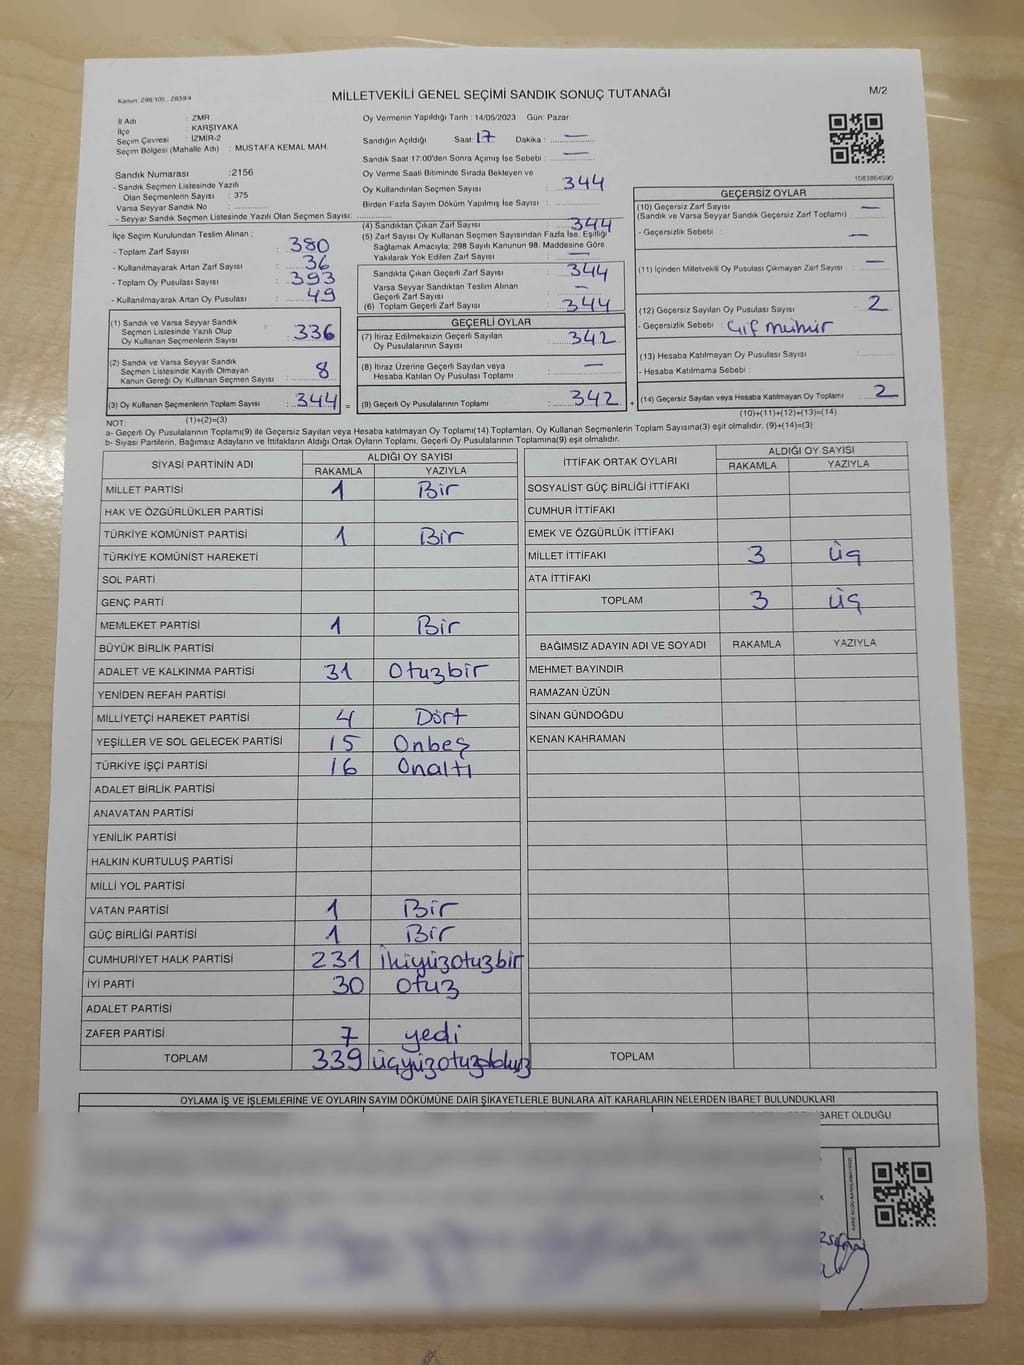 Kanun: 298/105 , 2839/4
MİLLETVEKİLİ GENEL SEÇİMİ SANDIK SONUÇ TUTANAĞI
M/2
İl Adı : ZMR
İlçe : KARŞIYAKA
Seçim Çevresi : İZMİR-2
Seçim Bölgesi (Mahalle Adı) : MUSTAFA KEMAL MAH.
Sandık Numarası :2156
- Sandık Seçmen Listesinde Yazılı
Olan Seçmenlerin Sayısı : 375
Varsa Seyyar Sandık No :
- Seyyar Sandık Seçmen Listesinde Yazılı Olan Seçmen Sayısı:
Oy Vermenin Yapıldığı Tarih : 14/05/2023 Gün: Pazar
Sandığın Açıldığı Saat: 17 Dakika : —
Sandık Saat 17:00'den Sonra Açımış İse Sebebi : —
Oy Verme Saati Bitiminde Sırada Bekleyen ve
Oy Kullandırılan Seçmen Sayısı : 344
Birden Fazla Sayım Döküm Yapılmış İse Sayısı :
1083864590
İlçe Seçim Kurulundan Teslim Alınan :
- Toplam Zarf Sayısı : 380
- Kullanılmayarak Artan Zarf Sayısı : 36
- Toplam Oy Pusulası Sayısı : 393
- Kullanılmayarak Artan Oy Pusulası : 49
(1) Sandık ve Varsa Seyyar Sandık
Seçmen Listesinde Yazılı Olup
Oy Kullanan Seçmenlerin Sayısı : 336
(2) Sandık ve Varsa Seyyar Sandık
Seçmen Listesinde Kayıtlı Olmayan
Kanun Gereği Oy Kullanan Seçmen Sayısı : 8
(3) Oy Kullanan Seçmenlerin Toplam Sayısı : 344 =
(1)+(2)=(3)
(4) Sandıktan Çıkan Zarf Sayısı : 344
(5) Zarf Sayısı Oy Kullanan Seçmen Sayısından Fazla İse, Eşitliği
Sağlamak Amacıyla; 298 Sayılı Kanunun 98. Maddesine Göre
Yakılarak Yok Edilen Zarf Sayısı : —
Sandıkta Çıkan Geçerli Zarf Sayısı : 344
Varsa Seyyar Sandıktan Teslim Alınan
Geçerli Zarf Sayısı : —
(6) Toplam Geçerli Zarf Sayısı : 344
GEÇERLİ OYLAR
(7) İtiraz Edilmeksizin Geçerli Sayılan
Oy Pusulalarının Sayısı : 342
(8) İtiraz Üzerine Geçerli Sayılan veya
Hesaba Katılan Oy Pusulası Toplamı : —
(9) Geçerli Oy Pusulalarının Toplamı : 342 +
GEÇERSİZ OYLAR
(10) Geçersiz Zarf Sayısı
(Sandık ve Varsa Seyyar Sandık Geçersiz Zarf Toplamı) : —
- Geçersizlik Sebebi : —
(11) İçinden Milletvekili Oy Pusulası Çıkmayan Zarf Sayısı : —
(12) Geçersiz Sayılan Oy Pusulası Sayısı : 2
- Geçersizlik Sebebi : Çif mühür
(13) Hesaba Katılmayan Oy Pusulası Sayısı :
- Hesaba Katılmama Sebebi :
(14) Geçersiz Sayılan veya Hesaba Katılmayan Oy Toplamı : 2
(10)+(11)+(12)+(13)=(14)
NOT:
a- Geçerli Oy Pusulalarının Toplamı(9) ile Geçersiz Sayılan veya Hesaba Katılmayan Oy Toplamı(14) Toplamları, Oy Kullanan Seçmenlerin Toplam Sayısına(3) eşit olmalıdır. (9)+(14)=(3)
b- Siyasi Partilerin, Bağımsız Adayların ve İttifakların Aldığı Ortak Oyların Toplamı, Geçerli Oy Pusulalarının Toplamına(9) eşit olmalıdır.
SİYASİ PARTİNİN ADI ALDIĞI OY SAYISI
RAKAMLA YAZIYLA
MİLLET PARTİSİ 1 Bir
HAK VE ÖZGÜRLÜKLER PARTİSİ
TÜRKİYE KOMÜNİST PARTİSİ 1 Bir
TÜRKİYE KOMÜNİST HAREKETİ
SOL PARTİ
GENÇ PARTİ
MEMLEKET PARTİSİ 1 Bir
BÜYÜK BİRLİK PARTİSİ
ADALET VE KALKINMA PARTİSİ 31 Otuzbir
YENİDEN REFAH PARTİSİ
MİLLİYETÇİ HAREKET PARTİSİ 4 Dört
YEŞİLLER VE SOL GELECEK PARTİSİ 15 Onbeş
TÜRKİYE İŞÇİ PARTİSİ 16 Onaltı
ADALET BİRLİK PARTİSİ
ANAVATAN PARTİSİ
YENİLİK PARTİSİ
HALKIN KURTULUŞ PARTİSİ
MİLLİ YOL PARTİSİ
VATAN PARTİSİ 1 Bir
GÜÇ BİRLİĞİ PARTİSİ 1 Bir
CUMHURİYET HALK PARTİSİ 231 İkiyüzotuzbir
İYİ PARTİ 30 otuz
ADALET PARTİSİ
ZAFER PARTİSİ 7 yedi
TOPLAM 339 üçyüzotuzdokuz
İTTİFAK ORTAK OYLARI ALDIĞI OY SAYISI
RAKAMLA YAZIYLA
SOSYALİST GÜÇ BİRLİĞİ İTTİFAKI
CUMHUR İTTİFAKI
EMEK VE ÖZGÜRLÜK İTTİFAKI
MİLLET İTTİFAKI 3 üç
ATA İTTİFAKI
TOPLAM 3 üç
BAĞIMSIZ ADAYIN ADI VE SOYADI RAKAMLA YAZIYLA
MEHMET BAYINDIR
RAMAZAN ÜZÜN
SİNAN GÜNDOĞDU
KENAN KAHRAMAN
TOPLAM
OYLAMA İŞ VE İŞLEMLERİNE VE OYLARIN SAYIM DÖKÜMÜNE DAİR ŞİKAYETLERLE BUNLARA AİT KARARLARIN NELERDEN İBARET BULUNDUKLARI
İBARET OLDUĞU